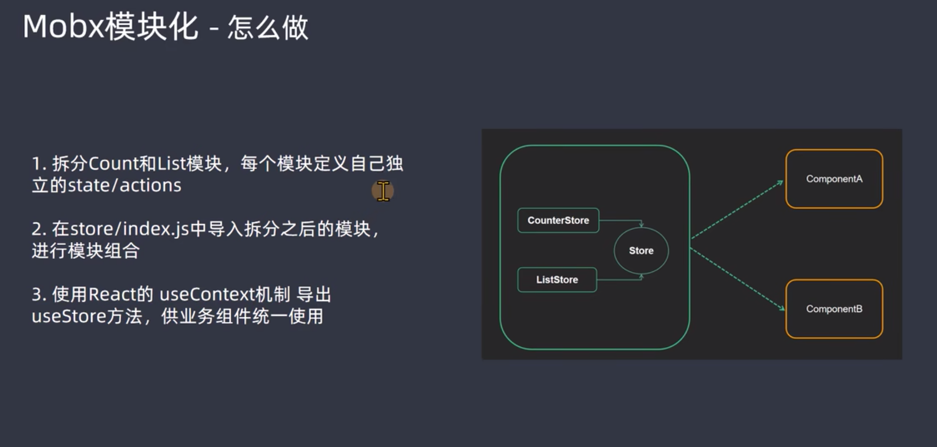 Mobx模块化 - 怎么做
1. 拆分Count和List模块，每个模块定义自己独
立的state/actions
2. 在store/index.js中导入拆分之后的模块，
进行模块组合
3. 使用React的 useContext机制 导出
useStore方法，供业务组件统一使用
CounterStore
ListStore
Store
ComponentA
ComponentB